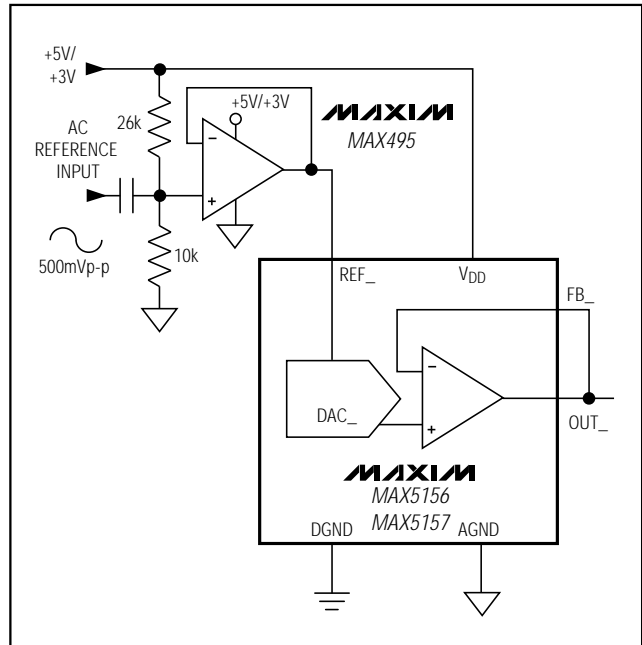 +5V/
+3V
26k
+5V/+3V
MAXIM
MAX495
AC
REFERENCE
INPUT
−
+
500mVp-p
10k
REF_
VDD
FB_
−
DAC_
+
OUT_
MAXIM
MAX5156
MAX5157
DGND
AGND